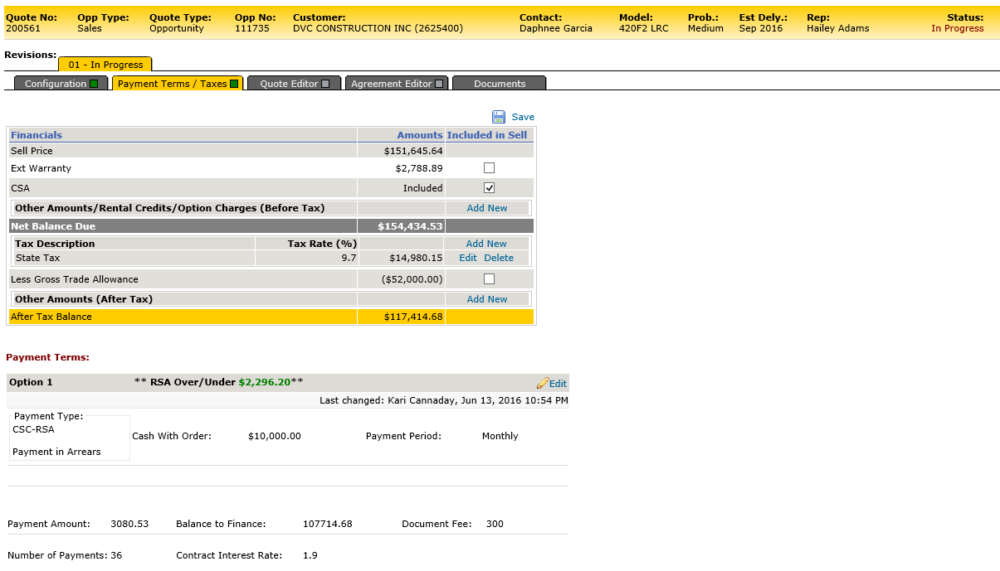 Quote No: Opp Type: Quote Type: Opp No: Customer: Contact: Model: Prob.: Est Dely.: Rep: Status:
200561 Sales Opportunity 111735 DVC CONSTRUCTION INC (2625400) Daphnee Garcia 420F2 LRC Medium Sep 2016 Hailey Adams In Progress
Revisions: 01 - In Progress
Configuration Payment Terms / Taxes Quote Editor Agreement Editor Documents
Save
Financials Amounts Included in Sell
Sell Price $151,645.64
Ext Warranty $2,788.89
CSA Included
Other Amounts/Rental Credits/Option Charges (Before Tax) Add New
Net Balance Due $154,434.53
Tax Description Tax Rate (%) Add New
State Tax 9.7 $14,980.15 Edit Delete
Less Gross Trade Allowance ($52,000.00)
Other Amounts (After Tax) Add New
After Tax Balance $117,414.68
Payment Terms:
Option 1 ** RSA Over/Under $2,296.20** Edit
Last changed: Kari Cannaday, Jun 13, 2016 10:54 PM
Payment Type:
CSC-RSA
Cash With Order: $10,000.00 Payment Period: Monthly
Payment in Arrears
Payment Amount: 3080.53 Balance to Finance: 107714.68 Document Fee: 300
Number of Payments: 36 Contract Interest Rate: 1.9